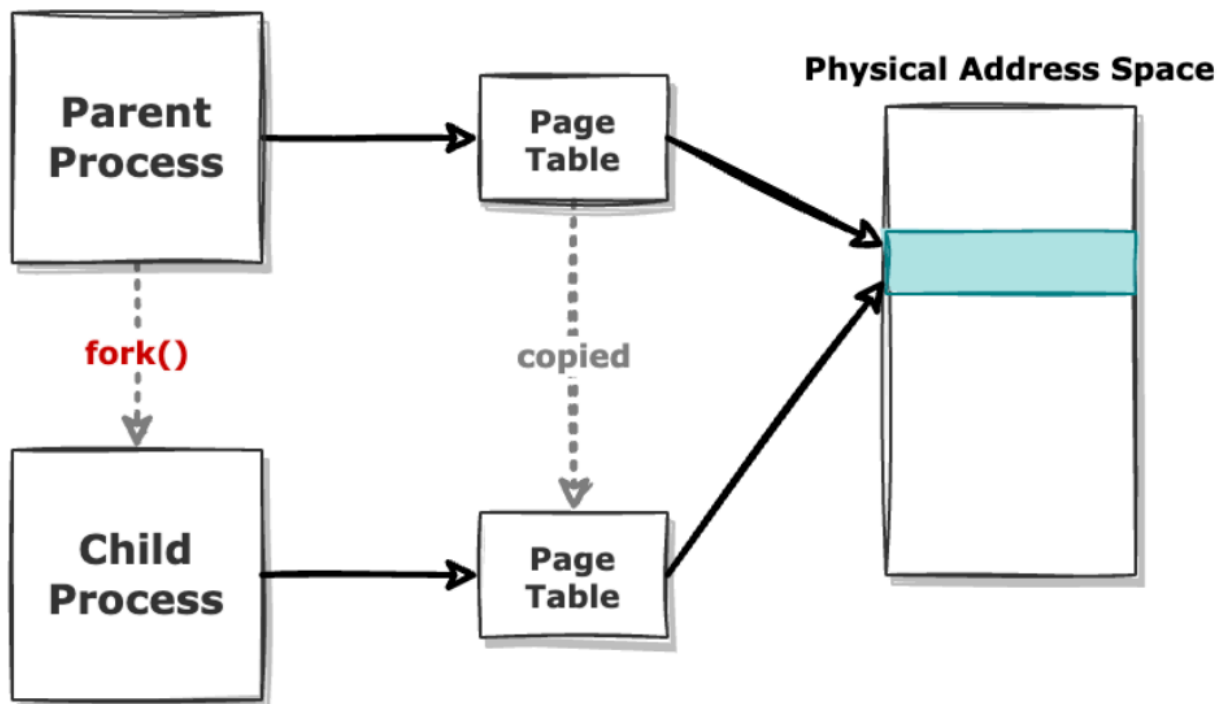 Parent
Process
Page
Table
Physical Address Space
fork()
copied
Child
Process
Page
Table